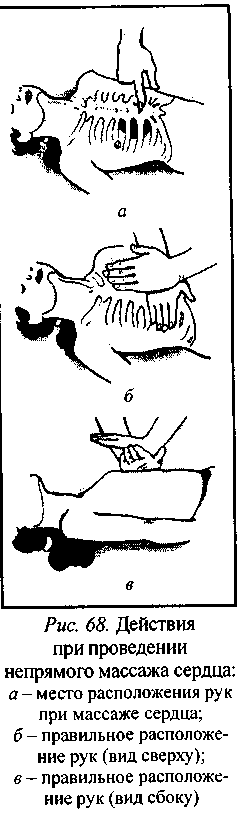 а
б
в
Рис. 68. Действия
при проведении
непрямого массажа сердца:
а – место расположения рук
при массаже сердца;
б – правильное расположе-
ние рук (вид сверху);
в – правильное расположе-
ние рук (вид сбоку)